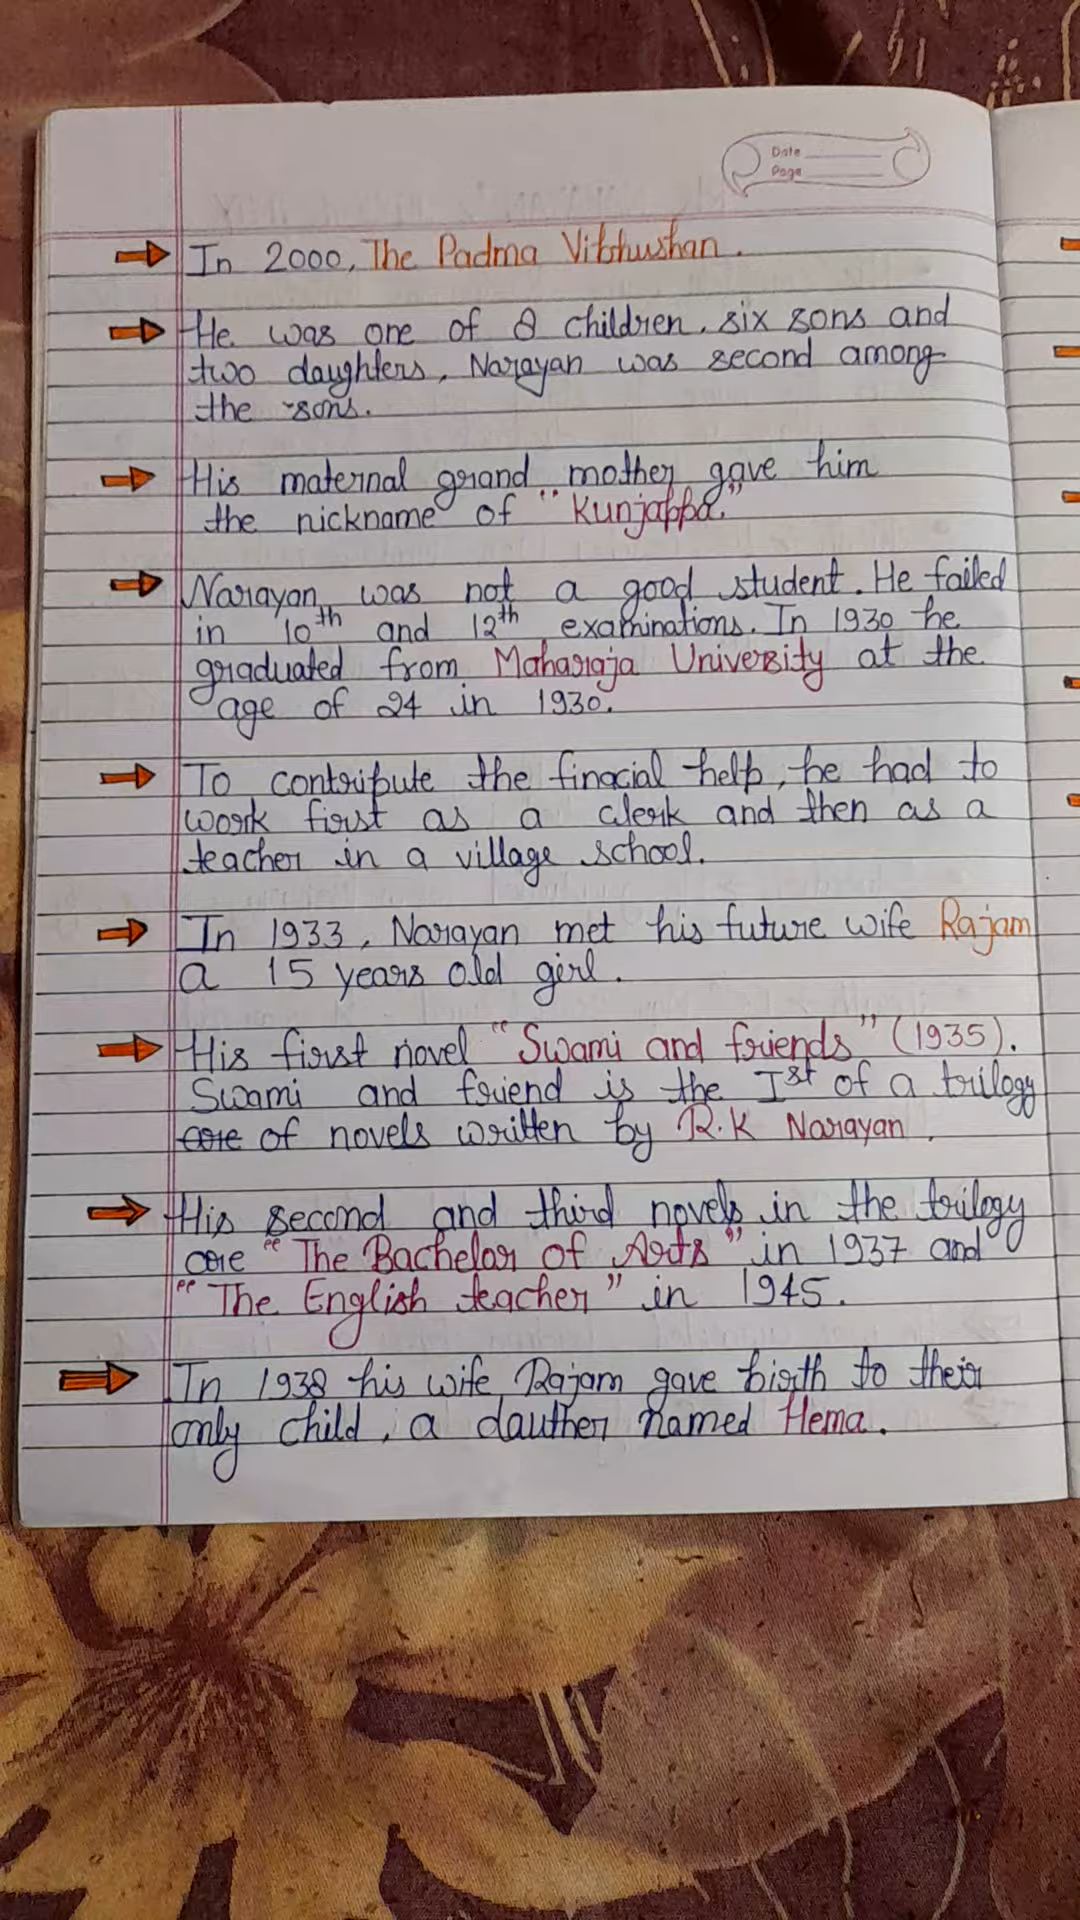 Date
Page
In 2000, The Padma Vibhushan.
He was one of 8 children, six sons and
two daughters, Narayan was second among
the sons.
His maternal grand mother gave him
the nickname of "Kunjappa."
Narayan was not a good student. He failed
in 10th and 12th examinations. In 1930 he
graduated from Maharaja University at the
age of 24 in 1930.
To contribute the finacial help, he had to
work first as a clerk and then as a
teacher in a village school.
In 1933, Narayan met his future wife Rajam
a 15 years old girl.
His first novel "Swami and friends" (1935).
Swami and friend is the Ist of a trilogy
are of novels written by R.K Narayan.
His second and third novels in the trilogy
are "The Bachelor of Arts" in 1937 and
"The English teacher" in 1945.
In 1938 his wife, Rajam gave birth to their
only child, a dauther named Hema.